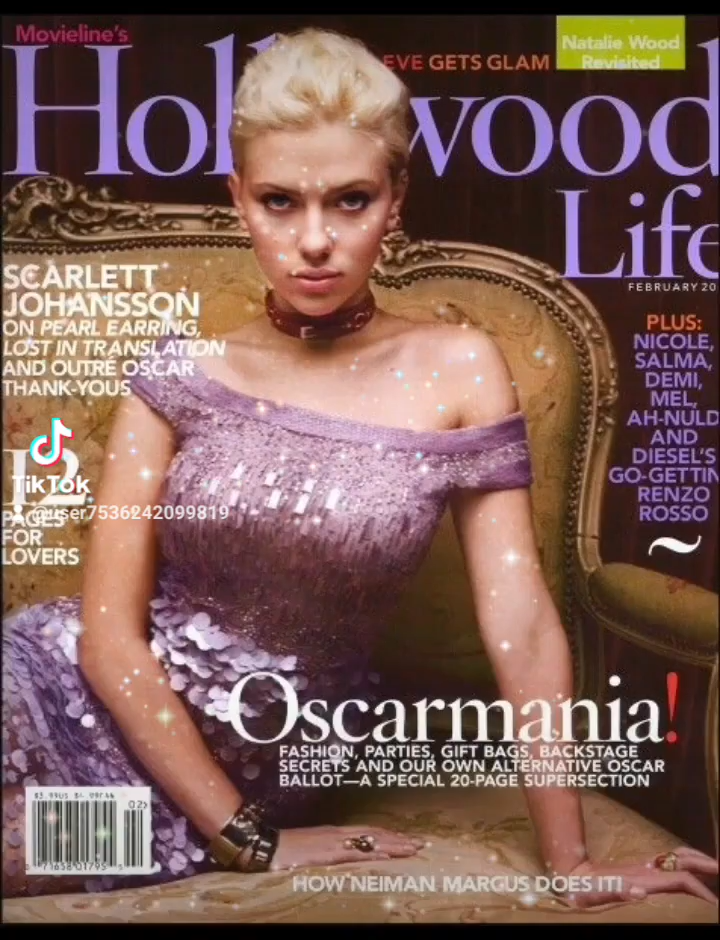 Movieline's
EVE GETS GLAM
Natalie Wood
Revisited
Hollywood
Life
FEBRUARY 20
SCARLETT
JOHANSSON
ON PEARL EARRING,
LOST IN TRANSLATION
AND OUTRÉ OSCAR
THANK-YOUS
PLUS:
NICOLE,
SALMA,
DEMI,
MEL,
AH-NULD
AND
DIESEL'S
GO-GETTIN
RENZO
ROSSO
12
PAGES
FOR
LOVERS
TikTok
@user7536242099819
Oscarmania!
FASHION, PARTIES, GIFT BAGS, BACKSTAGE
SECRETS AND OUR OWN ALTERNATIVE OSCAR
BALLOT—A SPECIAL 20-PAGE SUPERSECTION
02>
HOW NEIMAN MARCUS DOES IT!